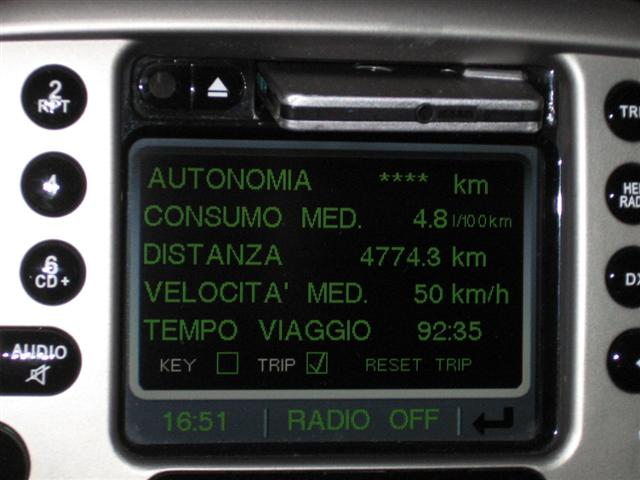 2
RPT
4
6
CD+
AUDIO
AUTONOMIA **** km
CONSUMO MED. 4.8 l/100km
DISTANZA 4774.3 km
VELOCITA' MED. 50 km/h
TEMPO VIAGGIO 92:35
KEY TRIP RESET TRIP
16:51 RADIO OFF